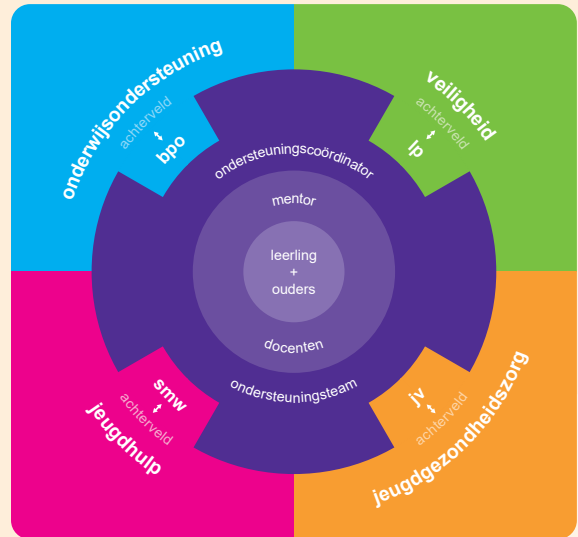 onderwijsondersteuning
achterveld
bpo
veiligheid
achterveld
lp
ondersteuningscoördinator
mentor
leerling
+
ouders
docenten
ondersteuningsteam
smw
achterveld
jeugdhulp
jv
achterveld
jeugdgezondheidszorg